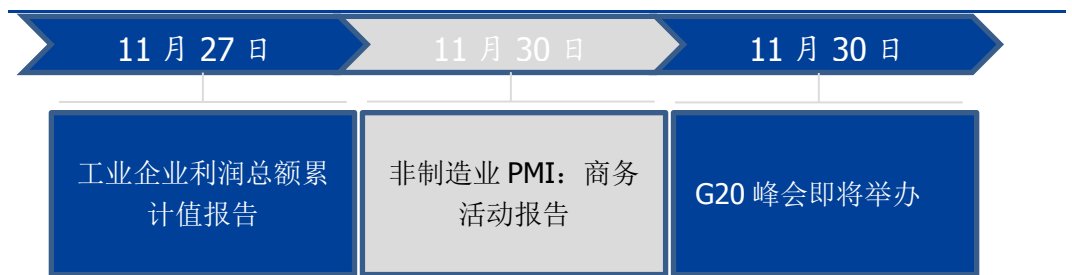 11 月 27 日
11 月 30 日
11 月 30 日
工业企业利润总额累
计值报告
非制造业 PMI：商务
活动报告
G20 峰会即将举办